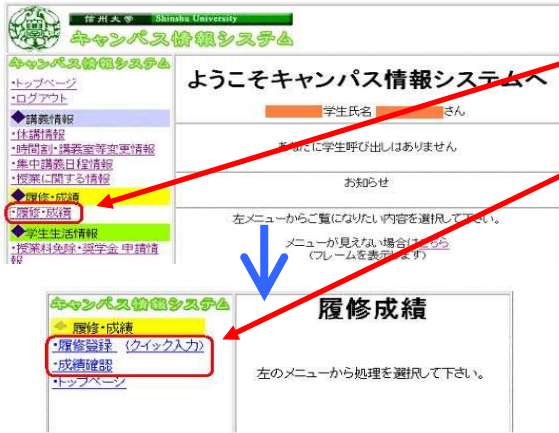 信州大学 Shinshu University
キャンパス情報システム
キャンパス情報システム
・トップページ
・ログアウト
◆講義情報
・休講情報
・時間割・講義室等変更情報
・集中講義日程情報
・授業に関する情報
◆履修・成績
・履修・成績
◆学生生活情報
・授業料免除・奨学金 申請情報
ようこそキャンパス情報システムへ
学生氏名 さん
あなたに学生呼び出しはありません
お知らせ
左メニューからご覧になりたい内容を選択して下さい。
メニューが見えない場合はこちら
(フレームを表示します)
キャンパス情報システム
◆ 履修・成績
・履修登録 (クイック入力)
・成績確認
・トップページ
履修成績
左のメニューから処理を選択して下さい。